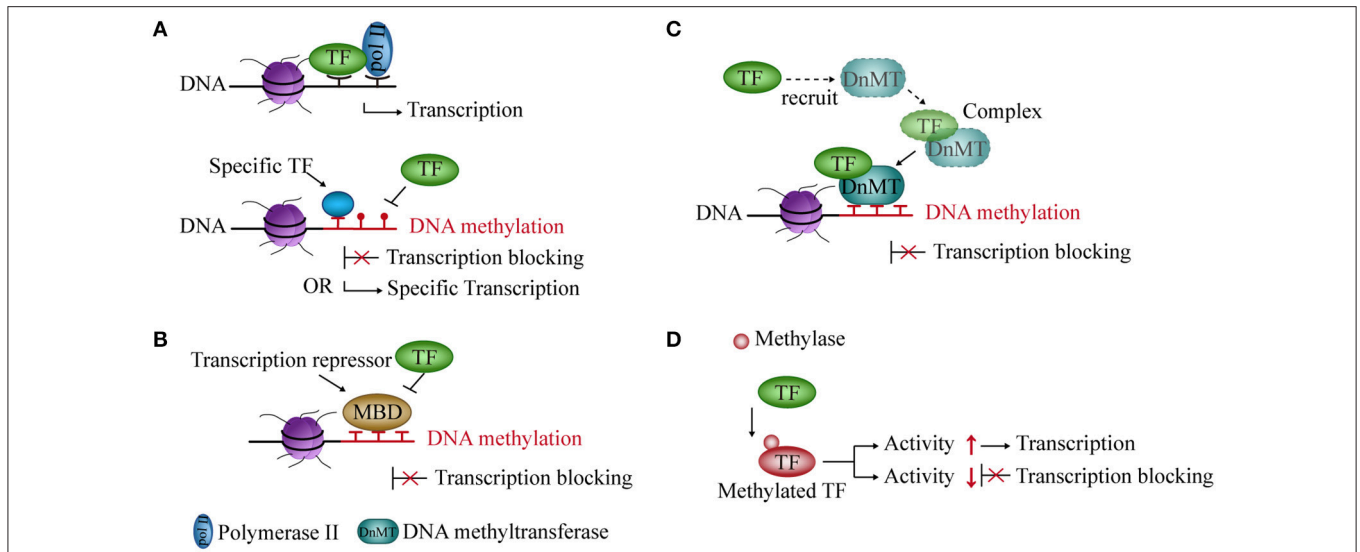 A
TF
pol II
DNA
Transcription
Specific TF
TF
DNA
DNA methylation
Transcription blocking
OR
Specific Transcription
B
Transcription repressor
TF
MBD
DNA methylation
Transcription blocking
pol II
Polymerase II
DnMT
DNA methyltransferase
C
TF
recruit
DnMT
Complex
TF
DnMT
TF
DnMT
DNA
DNA methylation
Transcription blocking
D
Methylase
TF
TF
Methylated TF
Activity
Transcription
Activity
Transcription blocking